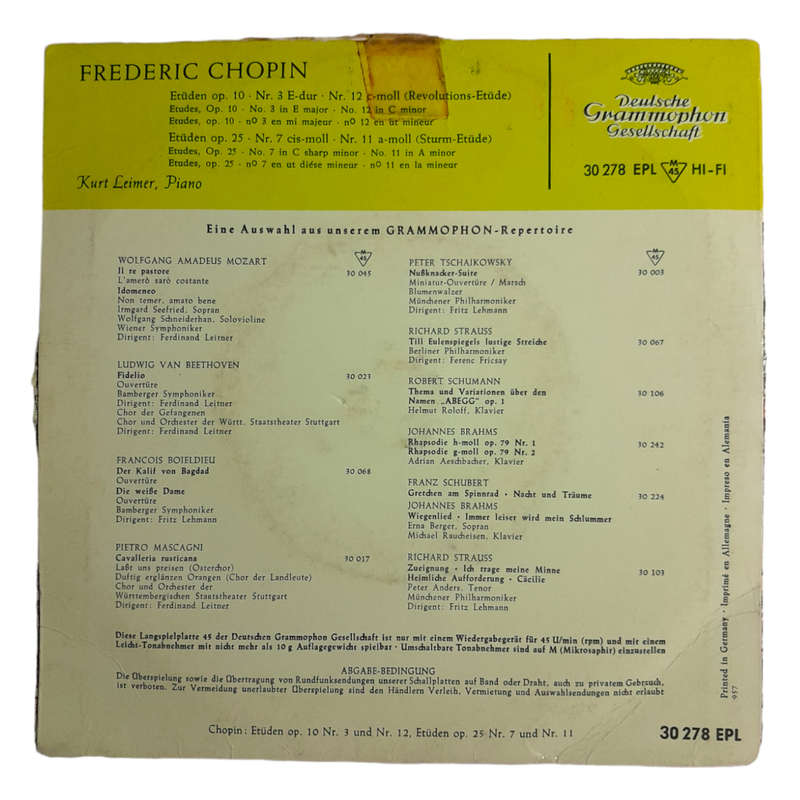 FREDERIC CHOPIN
Etüden op. 10 · Nr. 3 E-dur · Nr. 12 c-moll (Revolutions-Etüde)
Etudes, Op. 10 · No. 3 in E major · No. 12 in C minor
Etudes, op. 10 · nº 3 en mi majeur · nº 12 en ut mineur
Etüden op. 25 · Nr. 7 cis-moll · Nr. 11 a-moll (Sturm-Etüde)
Etudes, Op. 25 · No. 7 in C sharp minor · No. 11 in A minor
Etudes, op. 25 · nº 7 en ut dièse mineur · nº 11 en la mineur
Kurt Leimer, Piano
Deutsche
Grammophon
Gesellschaft
30 278 EPL M 45 HI-FI
Eine Auswahl aus unserem GRAMMOPHON-Repertoire
M
45
WOLFGANG AMADEUS MOZART
Il re pastore 30 045
L'amerò sarò costante
Idomeneo
Non temer, amato bene
Irmgard Seefried, Sopran
Wolfgang Schneiderhan, Solovioline
Wiener Symphoniker
Dirigent: Ferdinand Leitner
LUDWIG VAN BEETHOVEN
Fidelio 30 023
Ouvertüre
Bamberger Symphoniker
Dirigent: Ferdinand Leitner
Chor der Gefangenen
Chor und Orchester der Württ. Staatstheater Stuttgart
Dirigent: Ferdinand Leitner
FRANCOIS BOIELDIEU
Der Kalif von Bagdad 30 068
Ouvertüre
Die weiße Dame
Ouvertüre
Bamberger Symphoniker
Dirigent: Fritz Lehmann
PIETRO MASCAGNI
Cavalleria rusticana 30 017
Laßt uns preisen (Osterchor)
Duftig erglänzen Orangen (Chor der Landleute)
Chor und Orchester der
Württembergischen Staatstheater Stuttgart
Dirigent: Ferdinand Leitner
M
45
PETER TSCHAIKOWSKY
Nußknacker-Suite 30 003
Miniatur-Ouvertüre / Marsch
Blumenwalzer
Münchener Philharmoniker
Dirigent: Fritz Lehmann
RICHARD STRAUSS
Till Eulenspiegels lustige Streiche 30 067
Berliner Philharmoniker
Dirigent: Ferenc Fricsay
ROBERT SCHUMANN
Thema und Variationen über den 30 106
Namen „ABEGG" op. 1
Helmut Roloff, Klavier
JOHANNES BRAHMS
Rhapsodie h-moll op. 79 Nr. 1 30 242
Rhapsodie g-moll op. 79 Nr. 2
Adrian Aeschbacher, Klavier
FRANZ SCHUBERT
Gretchen am Spinnrad · Nacht und Träume 30 224
JOHANNES BRAHMS
Wiegenlied · Immer leiser wird mein Schlummer
Erna Berger, Sopran
Michael Raucheisen, Klavier
RICHARD STRAUSS
Zueignung · Ich trage meine Minne 30 103
Heimliche Aufforderung · Cäcilie
Peter Anders, Tenor
Münchener Philharmoniker
Dirigent: Fritz Lehmann
Diese Langspielplatte 45 der Deutschen Grammophon Gesellschaft ist nur mit einem Wiedergabegerät für 45 U/min (rpm) und mit einem
Leicht-Tonabnehmer mit nicht mehr als 10 g Auflagegewicht spielbar · Umschaltbare Tonabnehmer sind auf M (Mikrosaphir) einzustellen
ABGABE-BEDINGUNG
Die Überspielung sowie die Übertragung von Rundfunksendungen unserer Schallplatten auf Band oder Draht, auch zu privatem Gebrauch,
ist verboten. Zur Vermeidung unerlaubter Überspielung sind den Händlern Verleih, Vermietung und Auswahlsendungen nicht erlaubt
Chopin: Etüden op. 10 Nr. 3 und Nr. 12, Etüden op. 25 Nr. 7 und Nr. 11
30 278 EPL
Printed in Germany · Imprimé en Allemagne · Impreso en Alemania
957